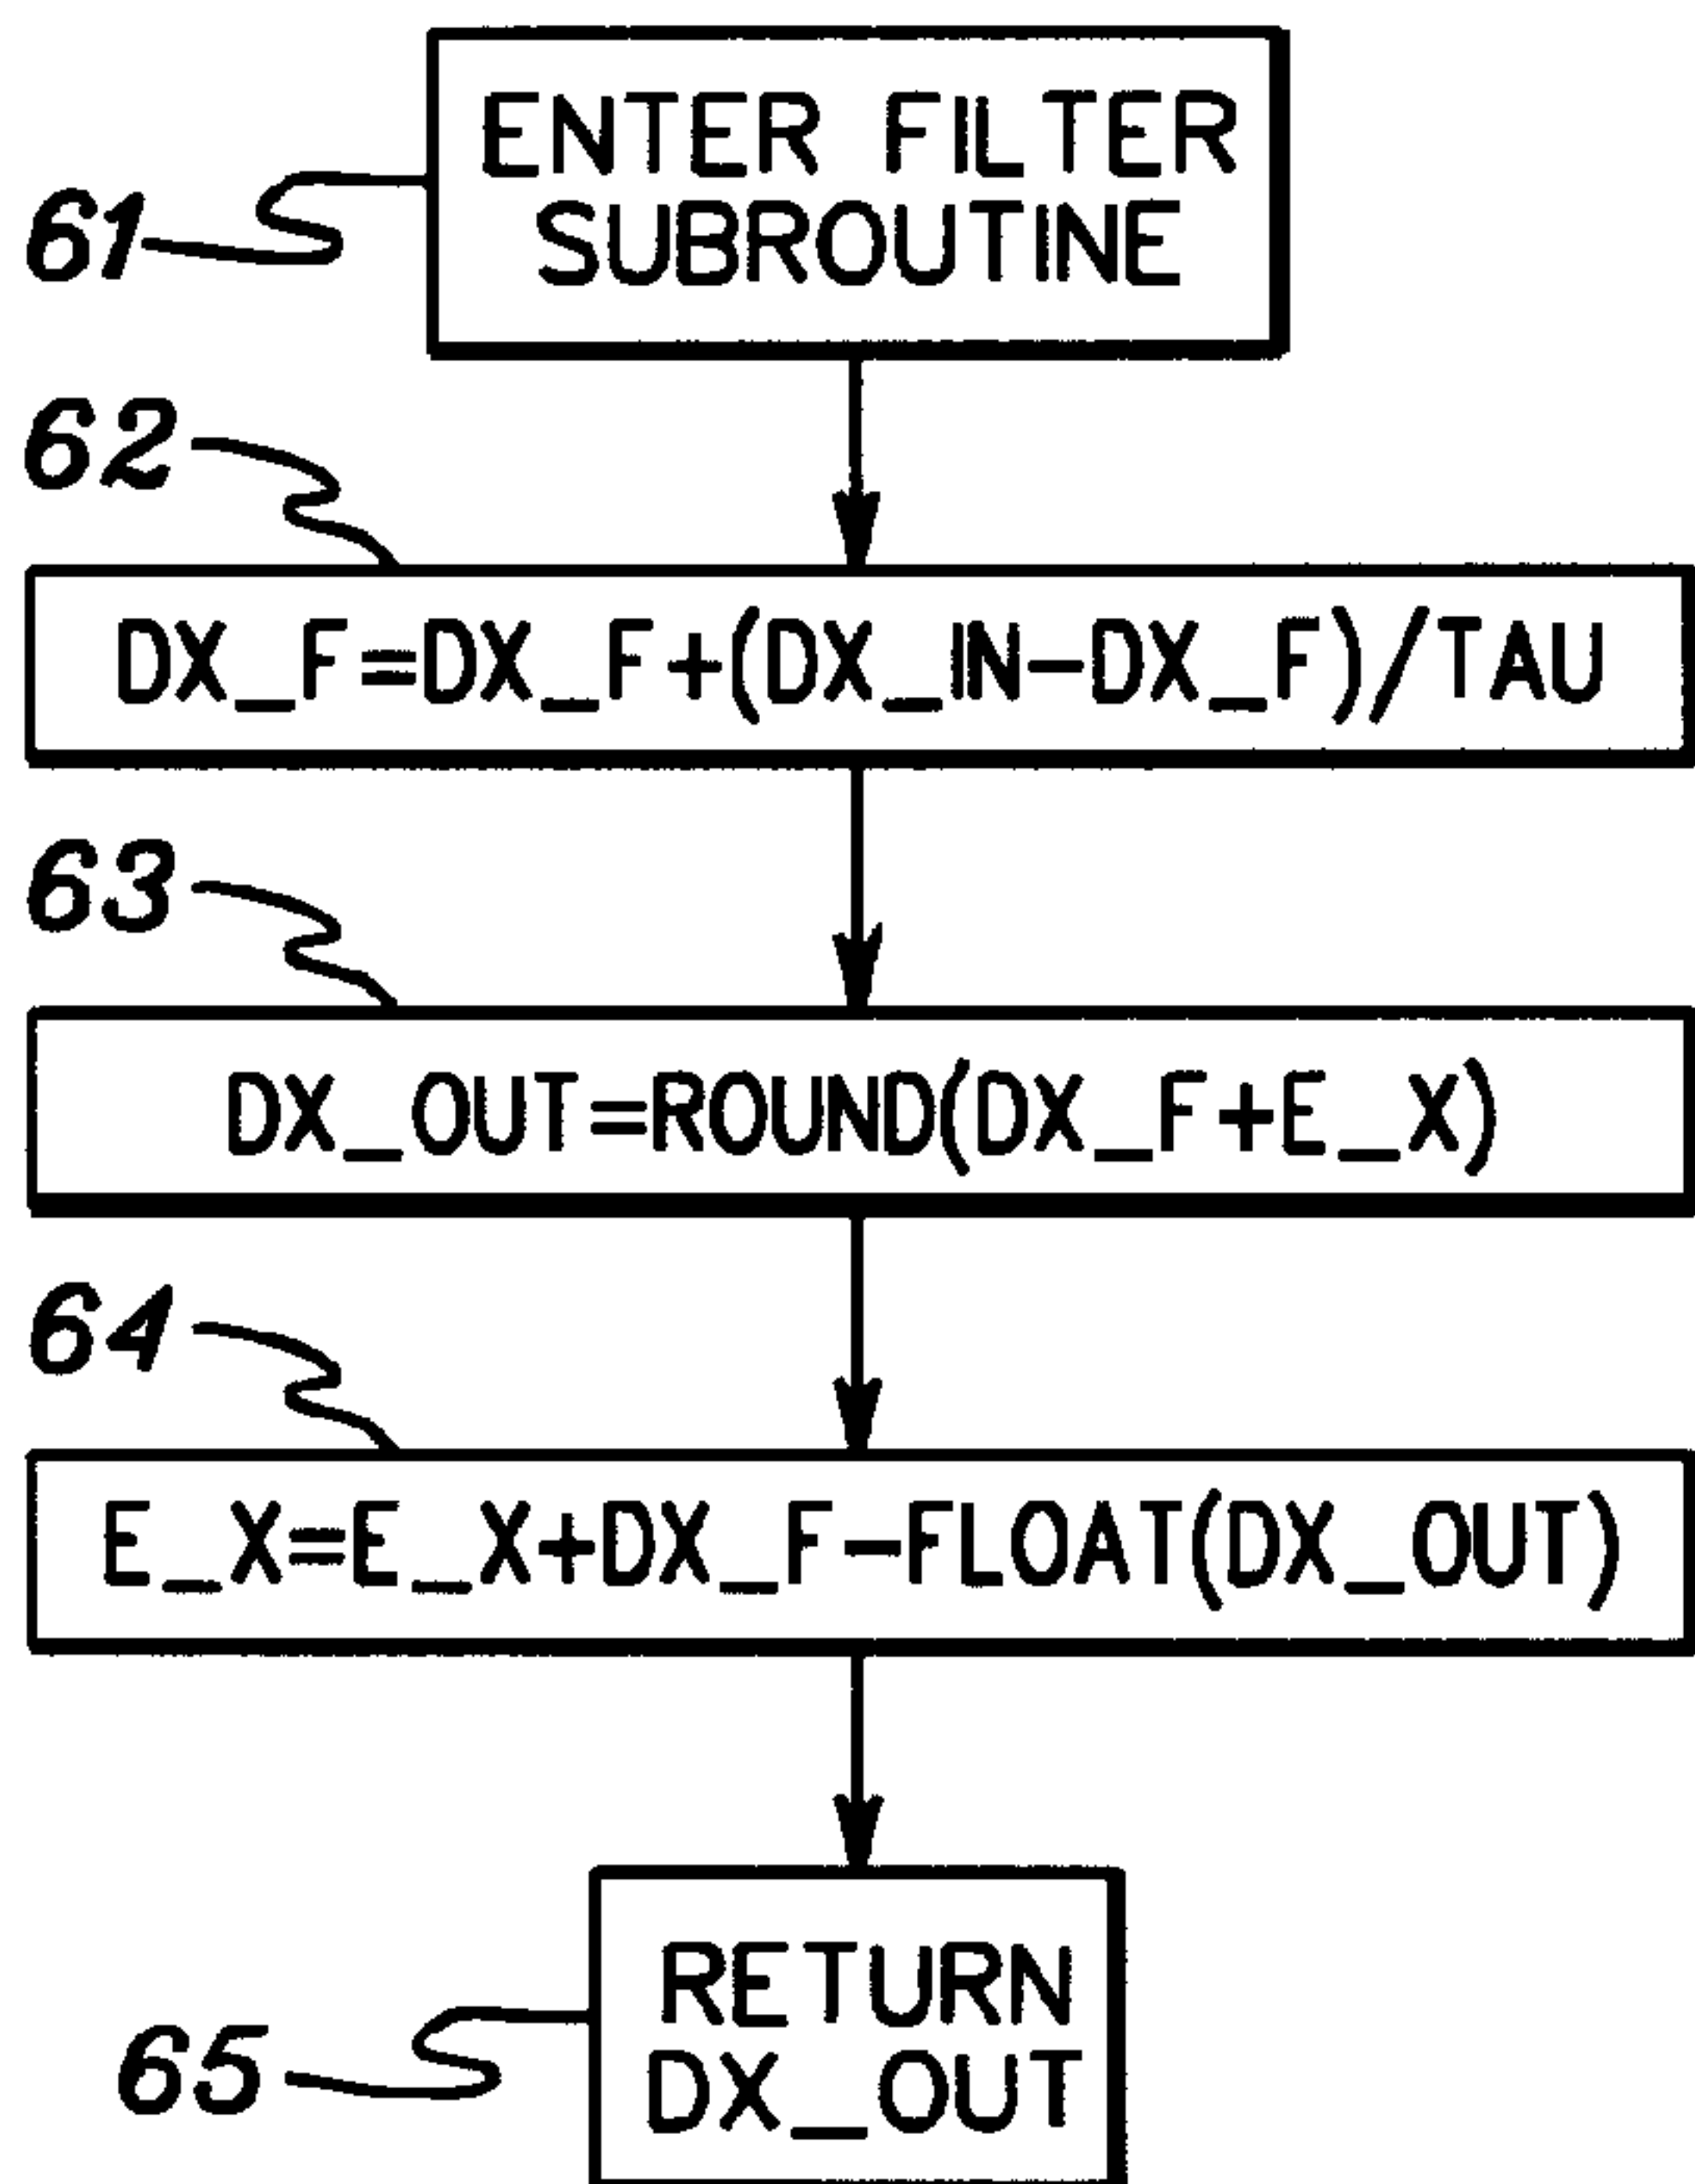 61
ENTER FILTER
SUBROUTINE
62
DX_F=DX_F+(DX_IN-DX_F)/TAU
63
DX_OUT=ROUND(DX_F+E_X)
64
E_X=E_X+DX_F-FLOAT(DX_OUT)
65
RETURN
DX_OUT